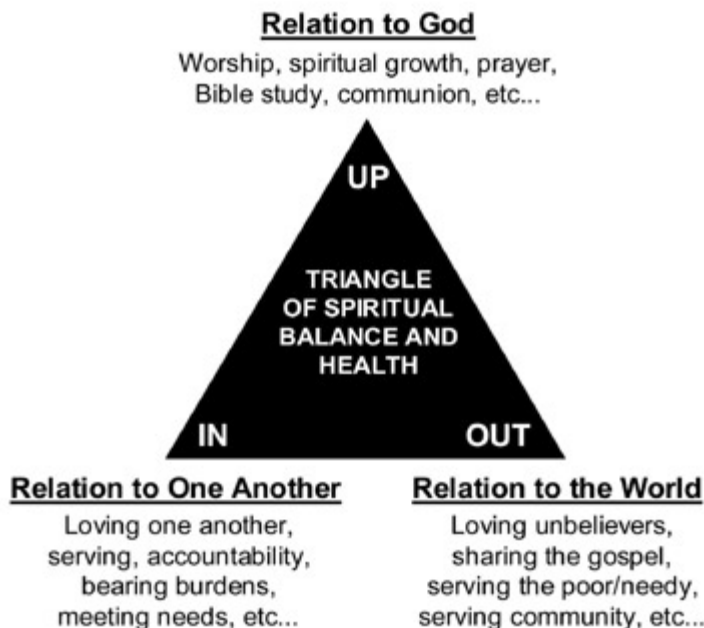 Relation to God
Worship, spiritual growth, prayer,
Bible study, communion, etc...
UP
TRIANGLE
OF SPIRITUAL
BALANCE AND
HEALTH
IN
OUT
Relation to One Another
Loving one another,
serving, accountability,
bearing burdens,
meeting needs, etc...
Relation to the World
Loving unbelievers,
sharing the gospel,
serving the poor/needy,
serving community, etc...